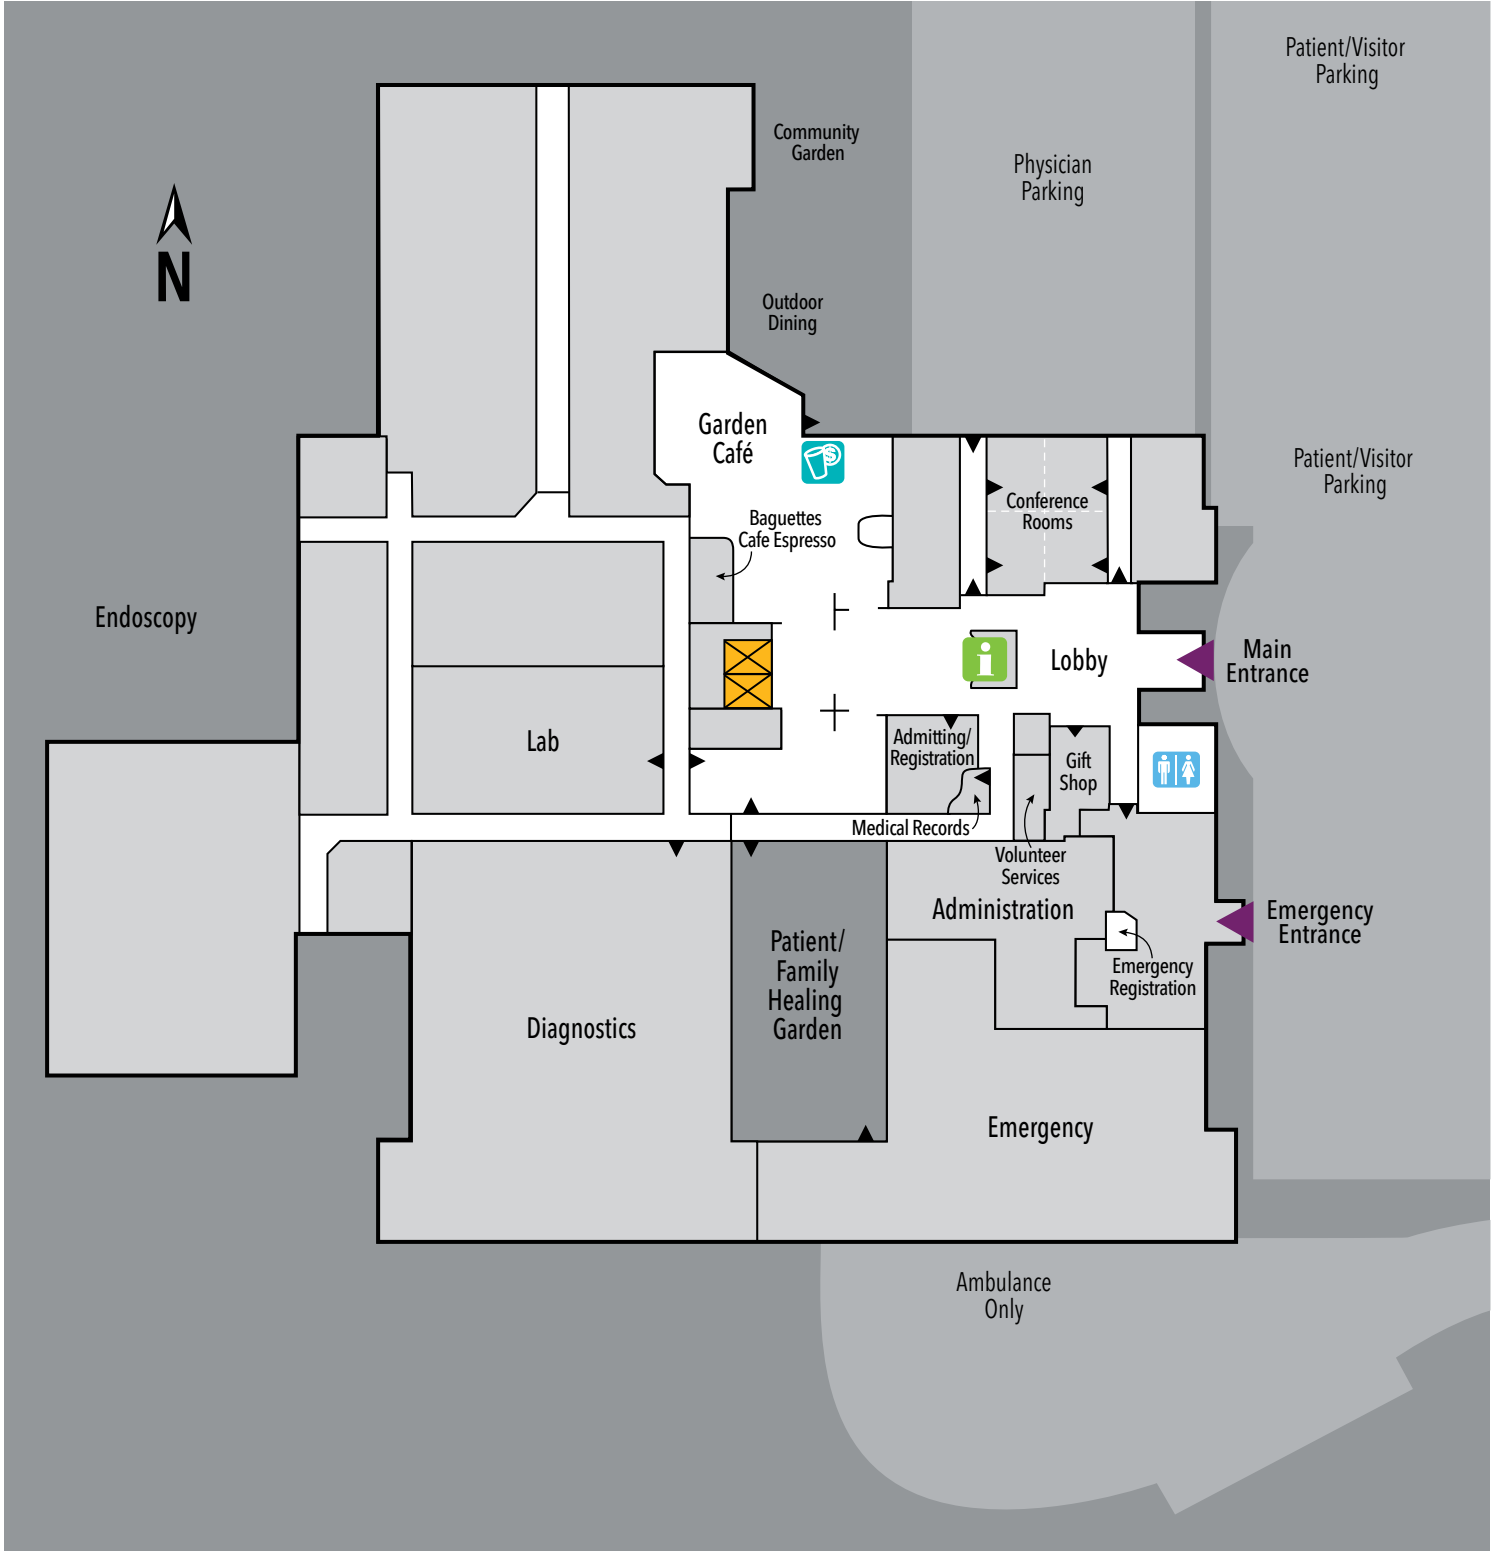 Patient/Visitor
Parking
Community
Garden
Physician
Parking
N
Outdoor
Dining
Garden
Café
$
Patient/Visitor
Parking
Conference
Rooms
Baguettes
Cafe Espresso
Endoscopy
i
Lobby
Main
Entrance
Lab
Admitting/
Registration
Gift
Shop
Medical Records
Volunteer
Services
Administration
Emergency
Entrance
Patient/
Family
Healing
Garden
Emergency
Registration
Diagnostics
Emergency
Ambulance
Only